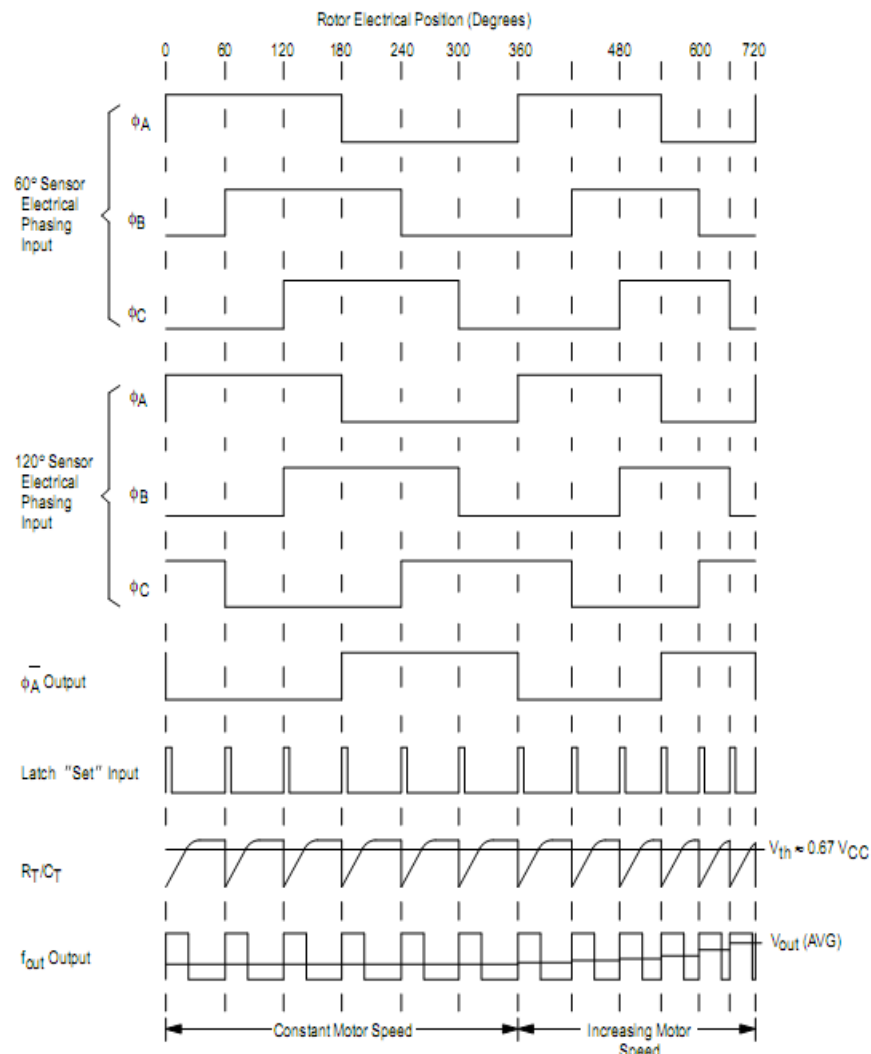 Rotor Electrical Position (Degrees)
0 60 120 180 240 300 360 480 600 720
ϕA
60° Sensor
Electrical
Phasing
Input
ϕB
ϕC
ϕA
120° Sensor
Electrical
Phasing
Input
ϕB
ϕC
ϕA̅ Output
Latch "Set" Input
Vth ≈ 0.67 VCC
RT/CT
Vout (AVG)
fout Output
Constant Motor Speed
Increasing Motor
Speed